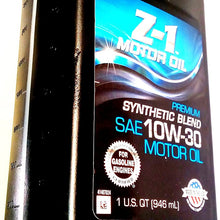 Z-1
MOTOR OIL
PREMIUM
SYNTHETIC BLEND
SAE 10W-30
MOTOR OIL
FOR
GASOLINE
ENGINES
1 U.S. QT (946 mL)